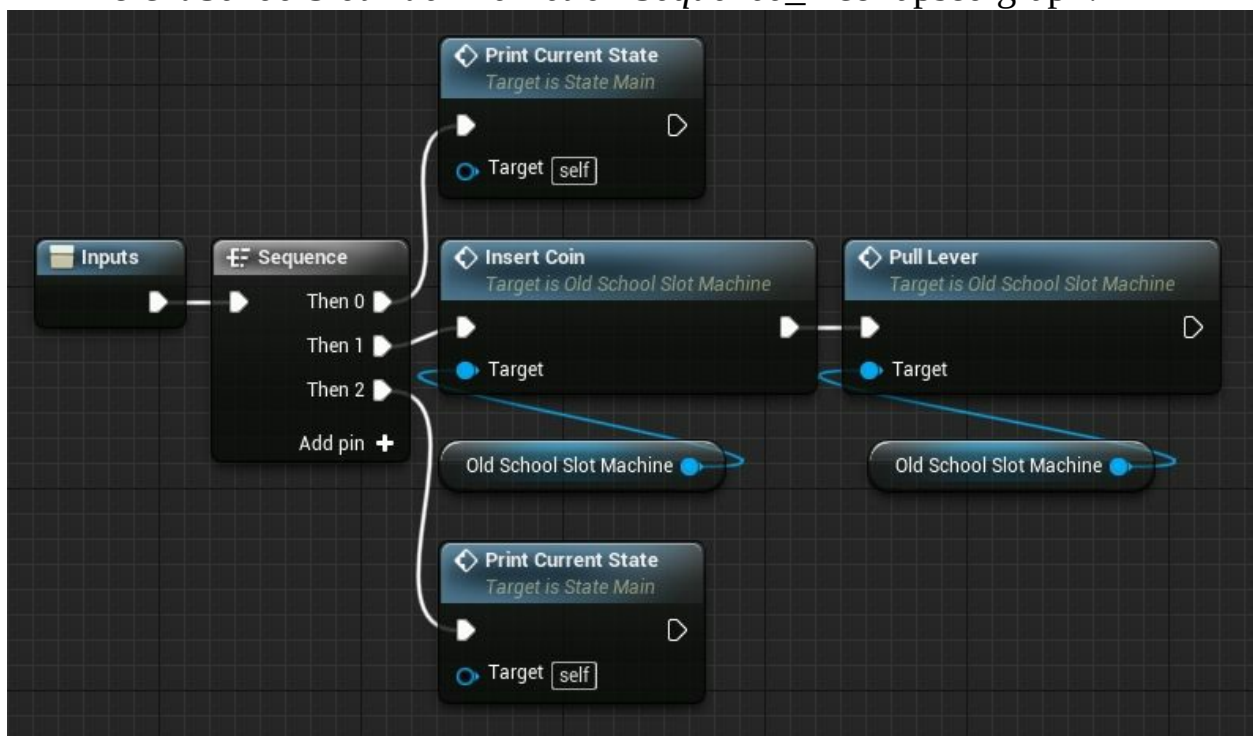 Print Current State
Target is State Main
Target self
Inputs
Sequence
Then 0
Then 1
Then 2
Add pin
Insert Coin
Target is Old School Slot Machine
Target
Pull Lever
Target is Old School Slot Machine
Target
Old School Slot Machine
Old School Slot Machine
Print Current State
Target is State Main
Target self